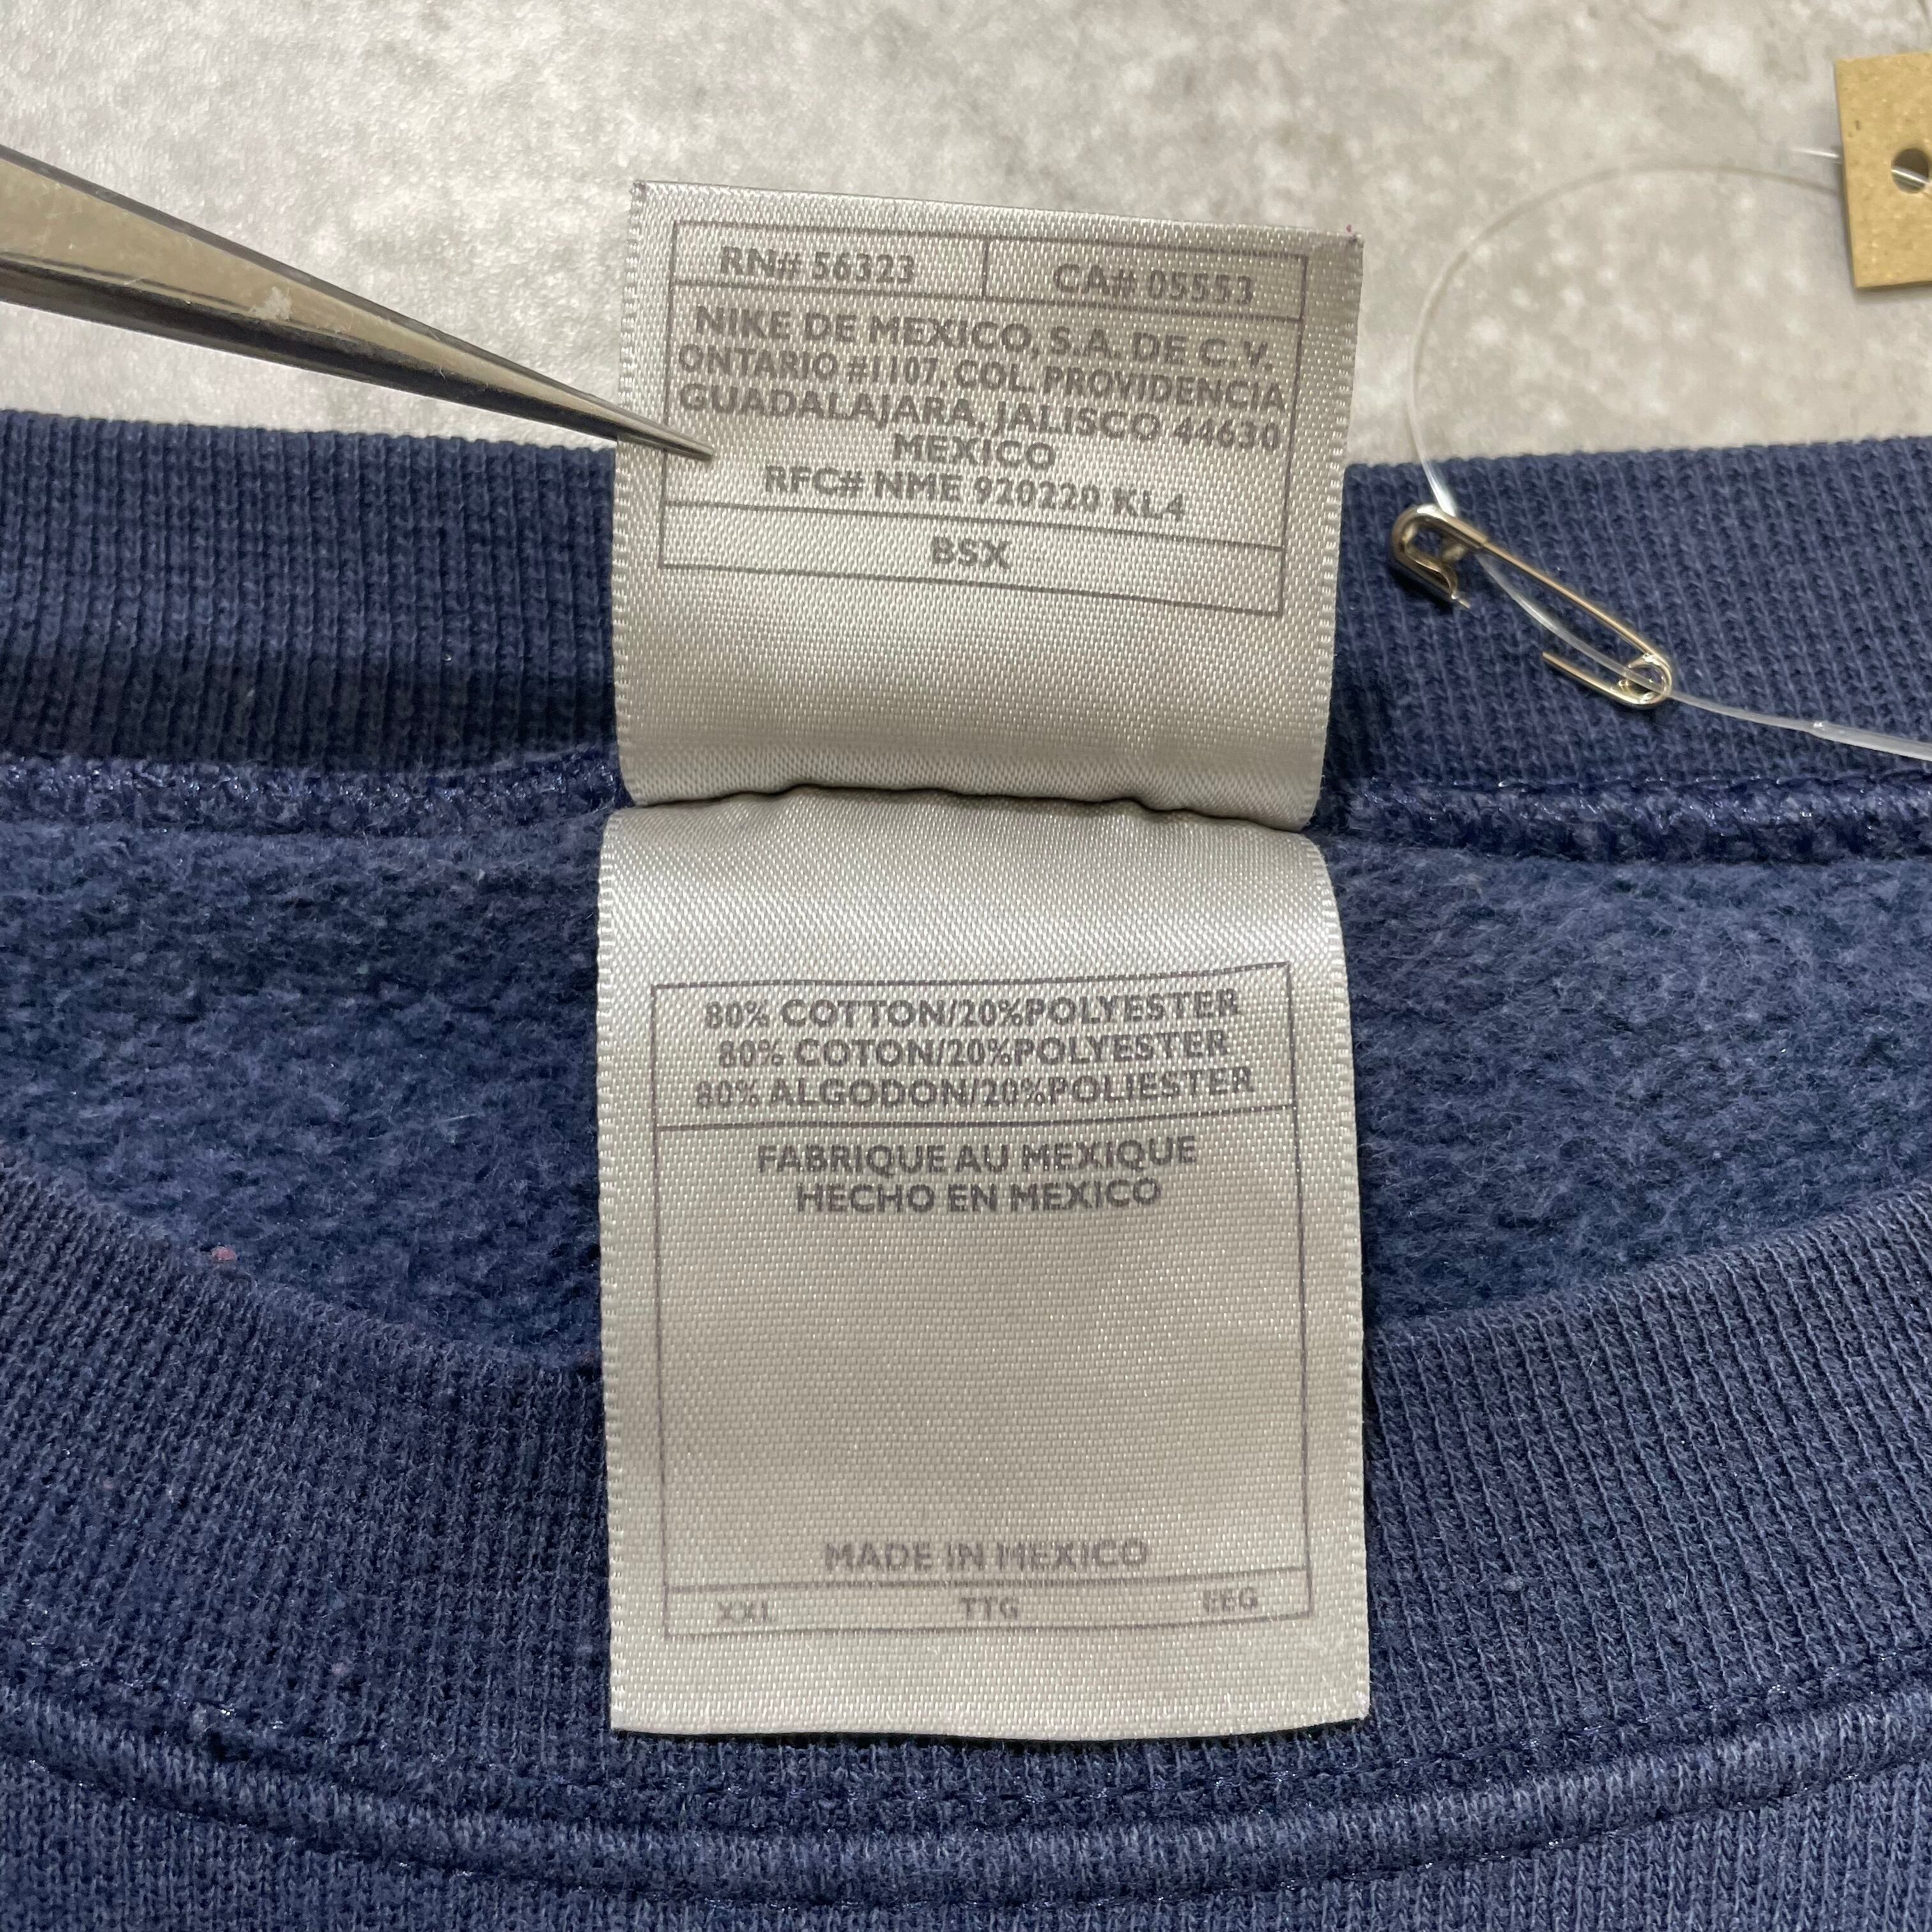 RN# 56323 CA# 05553
NIKE DE MEXICO, S.A. DE C.V.
ONTARIO #1107, COL. PROVIDENCIA
GUADALAJARA, JALISCO 44630
MEXICO
RFC# NME 920220 KL4
BSX
80% COTTON/20%POLYESTER
80% COTON/20%POLYESTER
80% ALGODON/20%POLIESTER
FABRIQUE AU MEXIQUE
HECHO EN MEXICO
MADE IN MEXICO
XXL TTG EEG